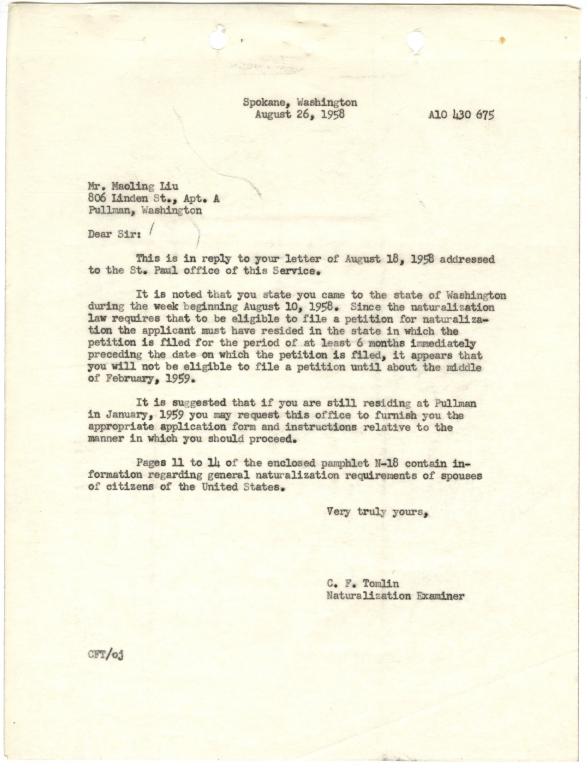 Spokane, Washington
August 26, 1958
A10 430 675
Mr. Maoling Liu
806 Linden St., Apt. A
Pullman, Washington
Dear Sir:
This is in reply to your letter of August 18, 1958 addressed
to the St. Paul office of this Service.
It is noted that you state you came to the state of Washington
during the week beginning August 10, 1958. Since the naturalization
law requires that to be eligible to file a petition for naturaliza-
tion the applicant must have resided in the state in which the
petition is filed for the period of at least 6 months immediately
preceding the date on which the petition is filed, it appears that
you will not be eligible to file a petition until about the middle
of February, 1959.
It is suggested that if you are still residing at Pullman
in January, 1959 you may request this office to furnish you the
appropriate application form and instructions relative to the
manner in which you should proceed.
Pages 11 to 14 of the enclosed pamphlet N-18 contain in-
formation regarding general naturalization requirements of spouses
of citizens of the United States.
Very truly yours,
C. F. Tomlin
Naturalization Examiner
CFT/oj